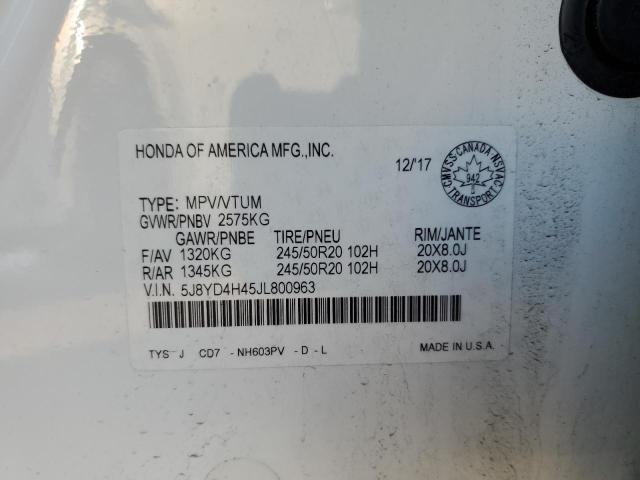 HONDA OF AMERICA MFG.,INC.
12/'17
CMVSS CANADA NSVAC
942
TRANSPORT
TYPE: MPV/VTUM
GVWR/PNBV 2575KG
GAWR/PNBE TIRE/PNEU RIM/JANTE
F/AV 1320KG 245/50R20 102H 20X8.0J
R/AR 1345KG 245/50R20 102H 20X8.0J
V.I.N. 5J8YD4H45JL800963
TYS J CD7 -NH603PV -D-L MADE IN U.S.A.